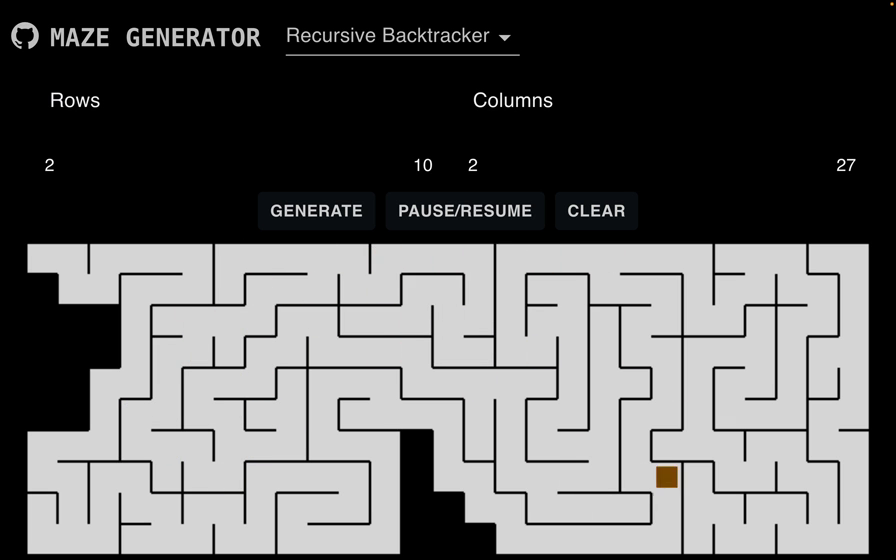 MAZE GENERATOR Recursive Backtracker
Rows Columns
2 10 2 27
GENERATE PAUSE/RESUME CLEAR